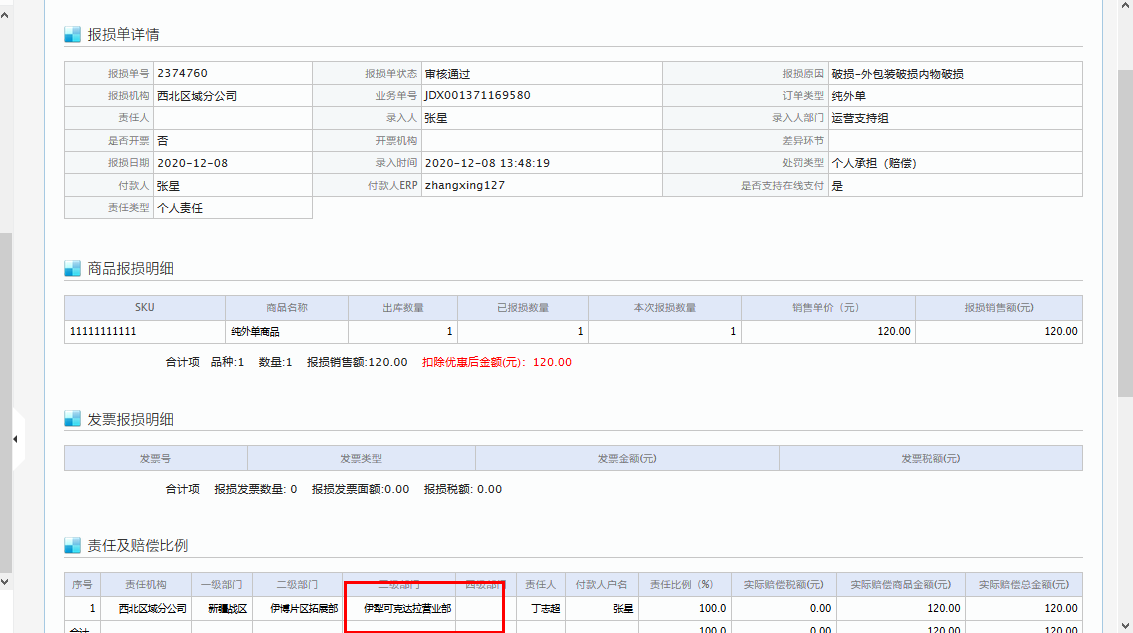 报损单详情
报损单号 2374760 报损单状态 审核通过 报损原因 破损-外包装破损内物破损
报损机构 西北区域分公司 业务单号 JDX001371169580 订单类型 纯外单
责任人 录入人 张星 录入人部门 运营支持组
是否开票 否 开票机构 差异环节
报损日期 2020-12-08 录入时间 2020-12-08 13:48:19 处罚类型 个人承担（赔偿）
付款人 张星 付款人ERP zhangxing127 是否支持在线支付 是
责任类型 个人责任
商品报损明细
SKU 商品名称 出库数量 已报损数量 本次报损数量 销售单价（元） 报损销售额(元)
11111111111 纯外单商品 1 1 1 120.00 120.00
合计项 品种:1 数量:1 报损销售额:120.00 扣除优惠后金额(元)：120.00
发票报损明细
发票号 发票类型 发票金额(元) 发票税额(元)
合计项 报损发票数量: 0 报损发票面额:0.00 报损税额: 0.00
责任及赔偿比例
序号 责任机构 一级部门 二级部门 三级部门 四级部门 责任人 付款人户名 责任比例（%） 实际赔偿税额(元) 实际赔偿商品金额(元) 实际赔偿总金额(元)
1 西北区域分公司 新疆战区 伊博片区拓展部 伊犁可克达拉营业部 丁志超 张星 100.0 0.00 120.00 120.00
合计 100.0 0.00 120.00 120.00